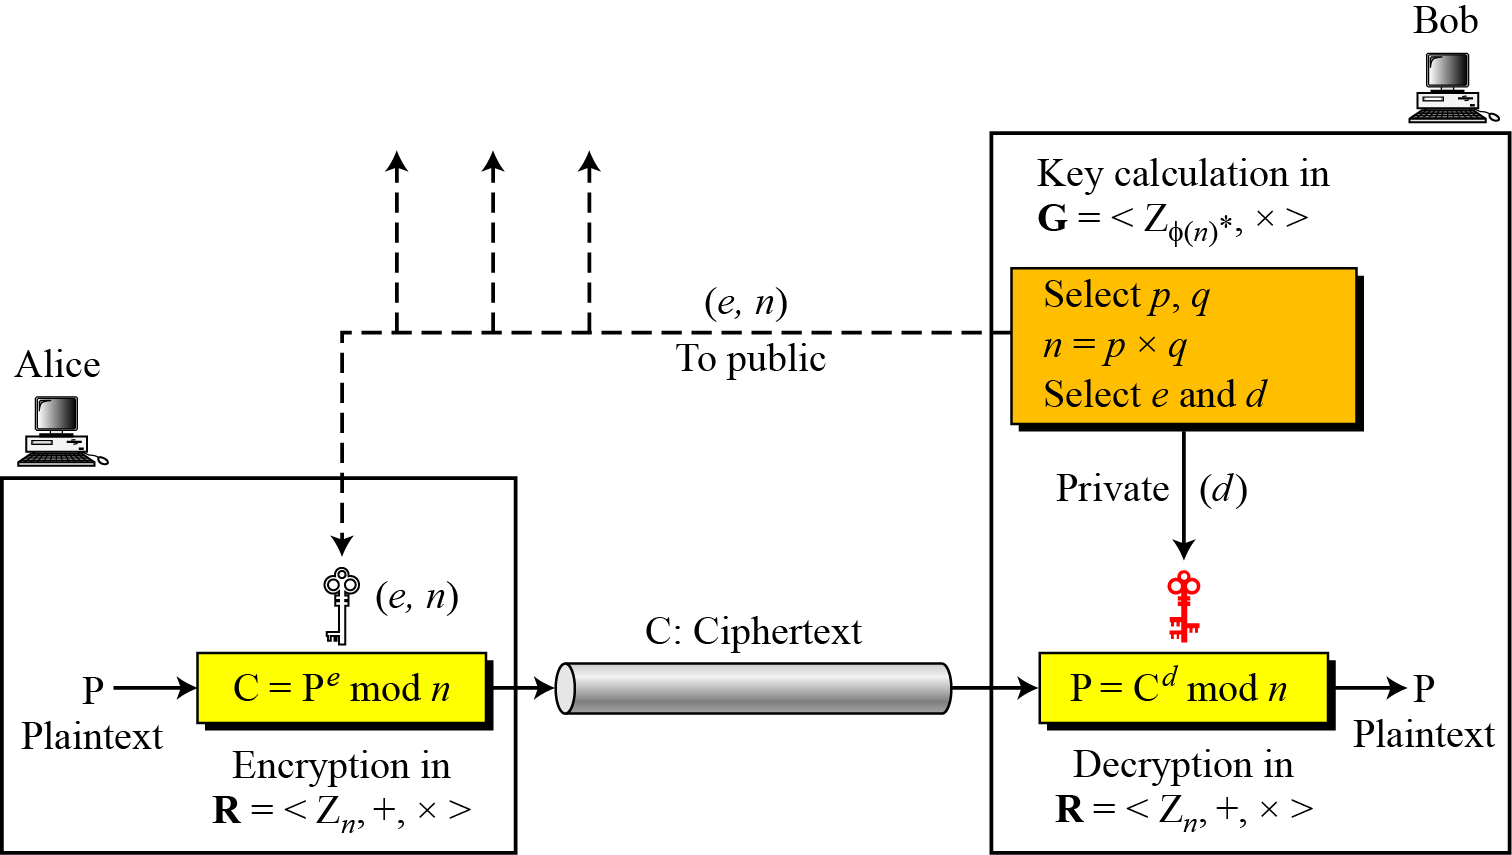 Bob
Key calculation in
G = < Zϕ(n)*, × >
Select p, q
n = p × q
Select e and d
(e, n)
To public
Alice
Private (d)
(e, n)
C: Ciphertext
P
Plaintext
C = Pᵉ mod n
P = Cᵈ mod n
P
Plaintext
Encryption in
R = < Zₙ, +, × >
Decryption in
R = < Zₙ, +, × >